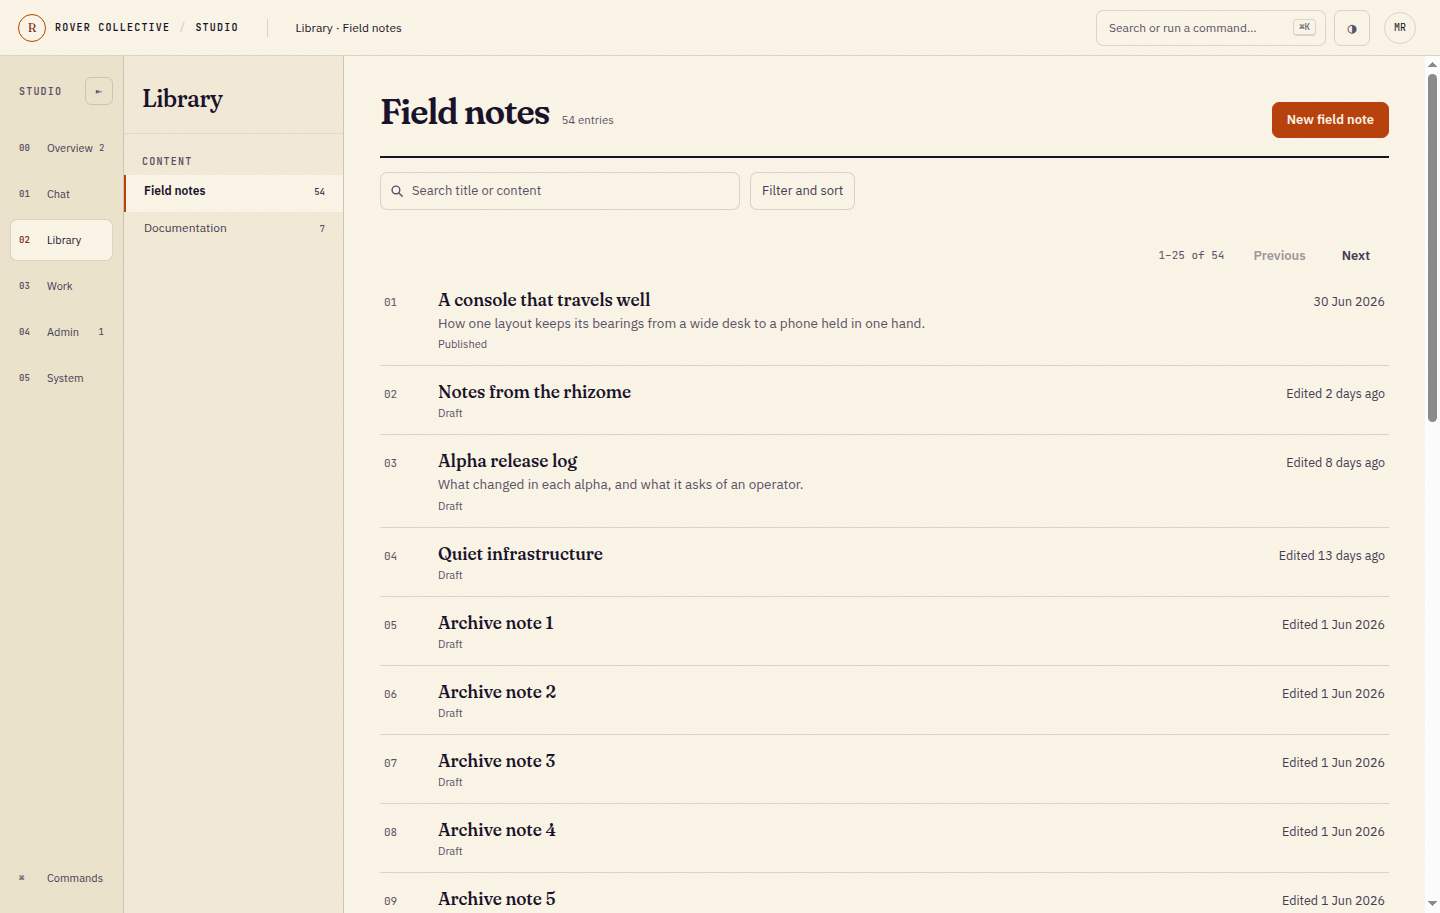 R ROVER COLLECTIVE / STUDIO
Library · Field notes
Search or run a command... ⌘K
◑
MR
STUDIO
⇤
00 Overview 2
01 Chat
02 Library
03 Work
04 Admin 1
05 System
⌘ Commands
Library
CONTENT
Field notes 54
Documentation 7
Field notes 54 entries
New field note
Search title or content
Filter and sort
1–25 of 54 Previous Next
01 A console that travels well 30 Jun 2026
How one layout keeps its bearings from a wide desk to a phone held in one hand.
Published
02 Notes from the rhizome Edited 2 days ago
Draft
03 Alpha release log Edited 8 days ago
What changed in each alpha, and what it asks of an operator.
Draft
04 Quiet infrastructure Edited 13 days ago
Draft
05 Archive note 1 Edited 1 Jun 2026
Draft
06 Archive note 2 Edited 1 Jun 2026
Draft
07 Archive note 3 Edited 1 Jun 2026
Draft
08 Archive note 4 Edited 1 Jun 2026
Draft
09 Archive note 5 Edited 1 Jun 2026